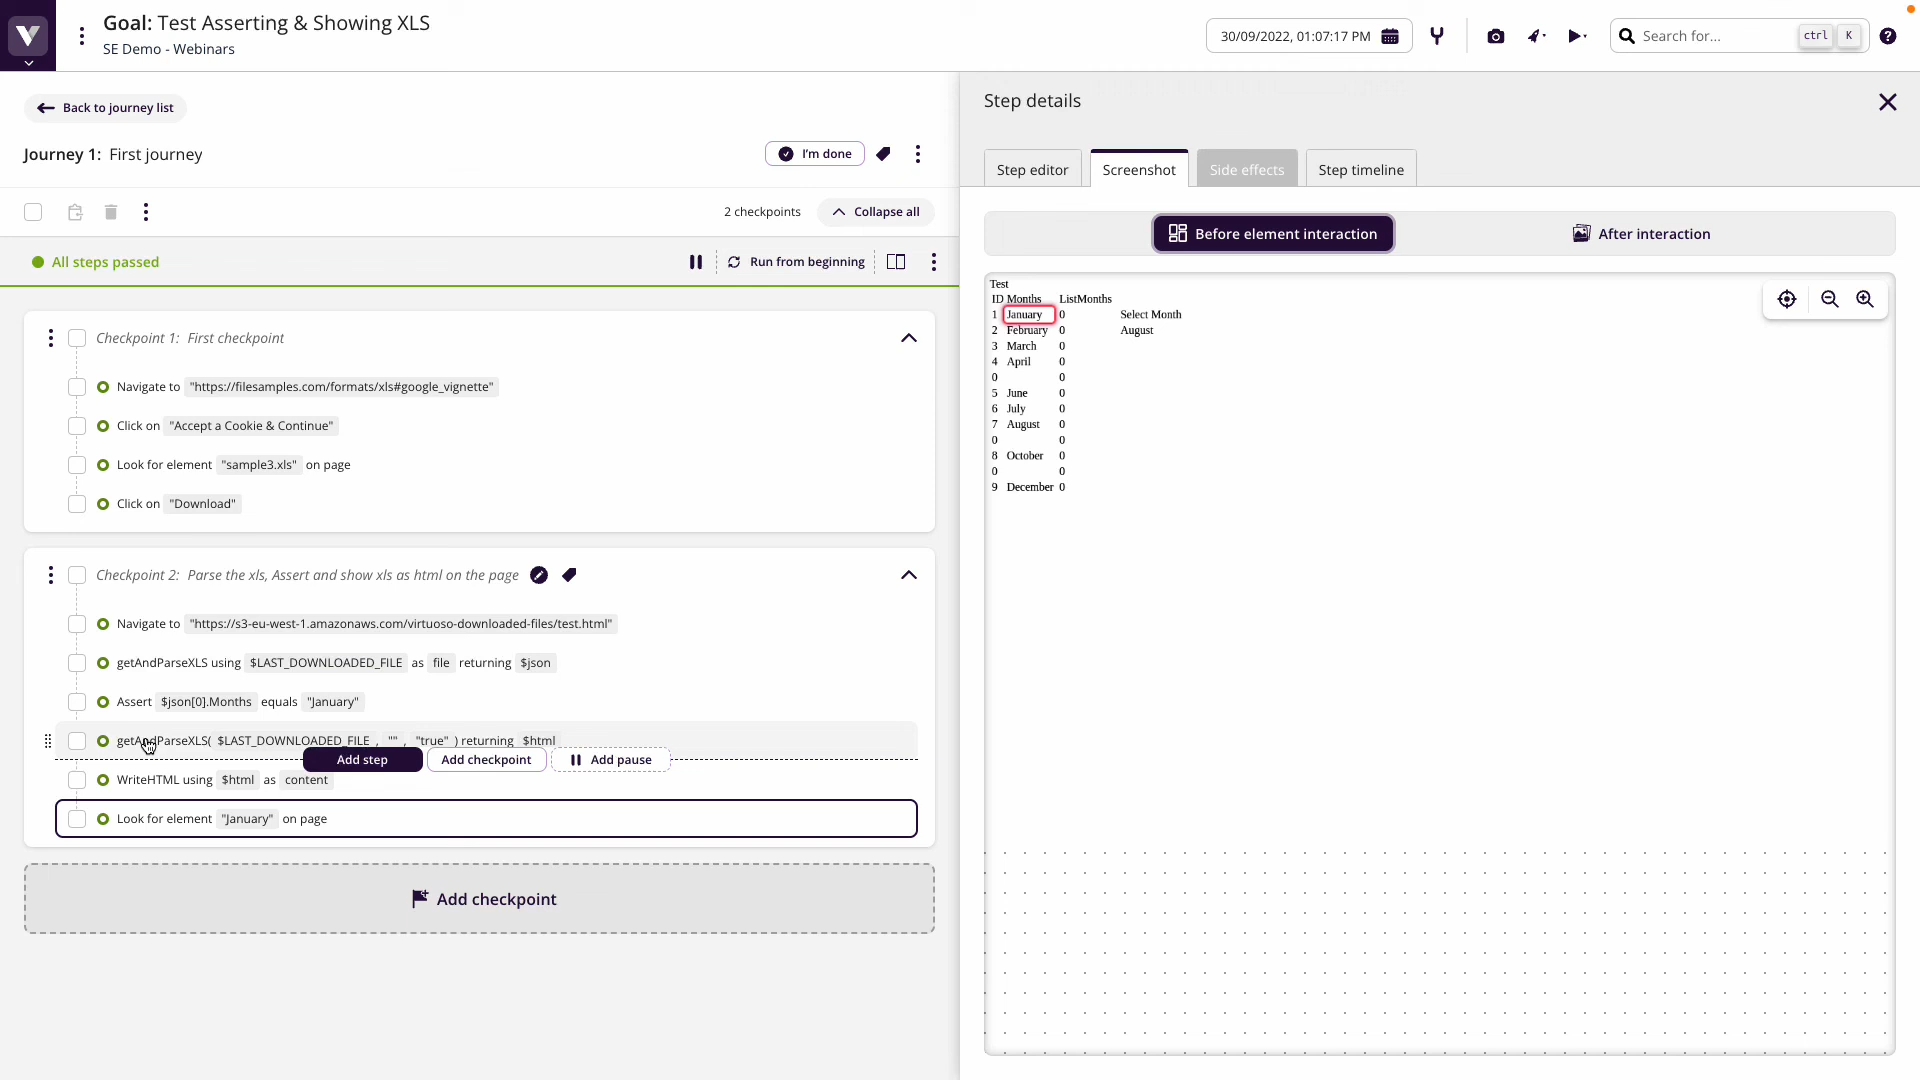 Goal: Test Asserting & Showing XLS
SE Demo - Webinars
30/09/2022, 01:07:17 PM
Search for...
ctrl
K
Back to journey list
Journey 1: First journey
I'm done
2 checkpoints
Collapse all
All steps passed
Run from beginning
Checkpoint 1: First checkpoint
Navigate to "https://filesamples.com/formats/xls#google_vignette"
Click on "Accept a Cookie & Continue"
Look for element "sample3.xls" on page
Click on "Download"
Checkpoint 2: Parse the xls, Assert and show xls as html on the page
Navigate to "https://s3-eu-west-1.amazonaws.com/virtuoso-downloaded-files/test.html"
getAndParseXLS using $LAST_DOWNLOADED_FILE as file returning $json
Assert $json[0].Months equals "January"
getAndParseXLS( $LAST_DOWNLOADED_FILE , "" , "true" ) returning $html
Add step
Add checkpoint
Add pause
WriteHTML using $html as content
Look for element "January" on page
Add checkpoint
Step details
Step editor
Screenshot
Side effects
Step timeline
Before element interaction
After interaction
Test
ID Months ListMonths
1 January 0 Select Month
2 February 0 August
3 March 0
4 April 0
0 0
5 June 0
6 July 0
7 August 0
0 0
8 October 0
0 0
9 December 0